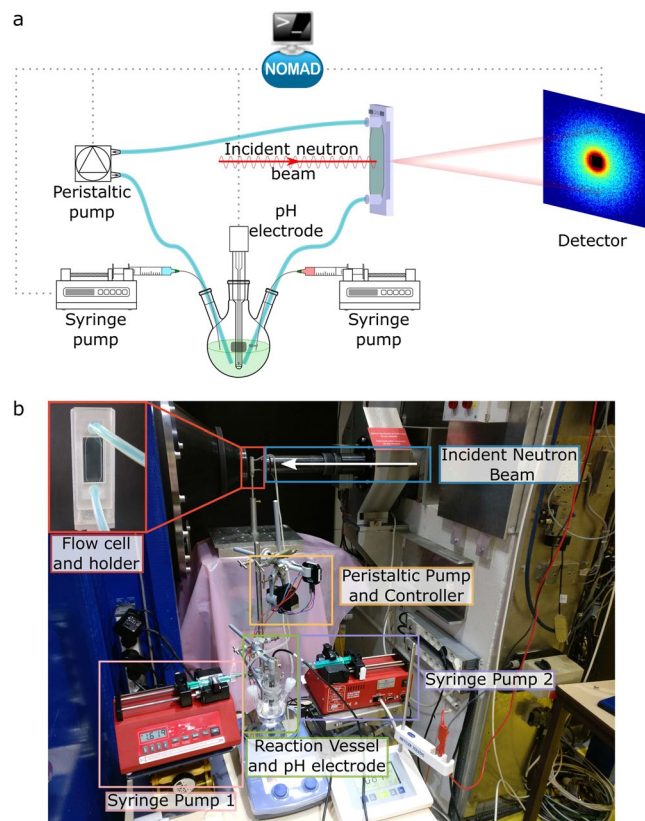 a
>_
NOMAD
Incident neutron
beam
Peristaltic
pump
pH
electrode
Detector
Syringe
pump
Syringe
pump
b
Incident Neutron
Beam
Flow cell
and holder
Peristaltic Pump
and Controller
Syringe Pump 2
Reaction Vessel
and pH electrode
Syringe Pump 1